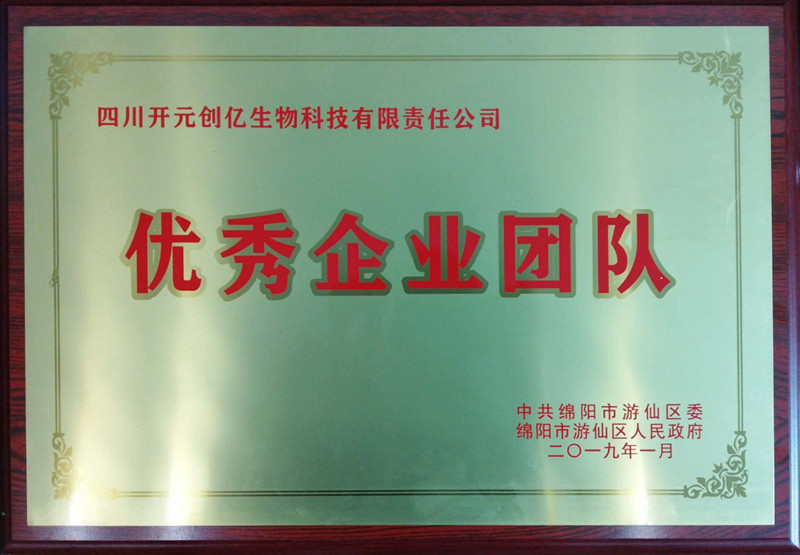 四川开元创亿生物科技有限责任公司
优秀企业团队
中共绵阳市游仙区委
绵阳市游仙区人民政府
二〇一九年一月